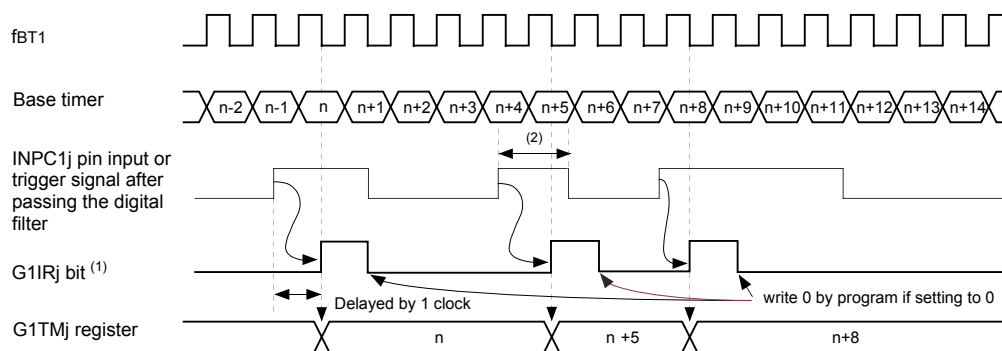 fBT1
Base timer
n-2 n-1 n n+1 n+2 n+3 n+4 n+5 n+6 n+7 n+8 n+9 n+10 n+11 n+12 n+13 n+14
(2)
INPC1j pin input or
trigger signal after
passing the digital
filter
G1IRj bit (1)
Delayed by 1 clock
write 0 by program if setting to 0
G1TMj register
n n +5 n+8